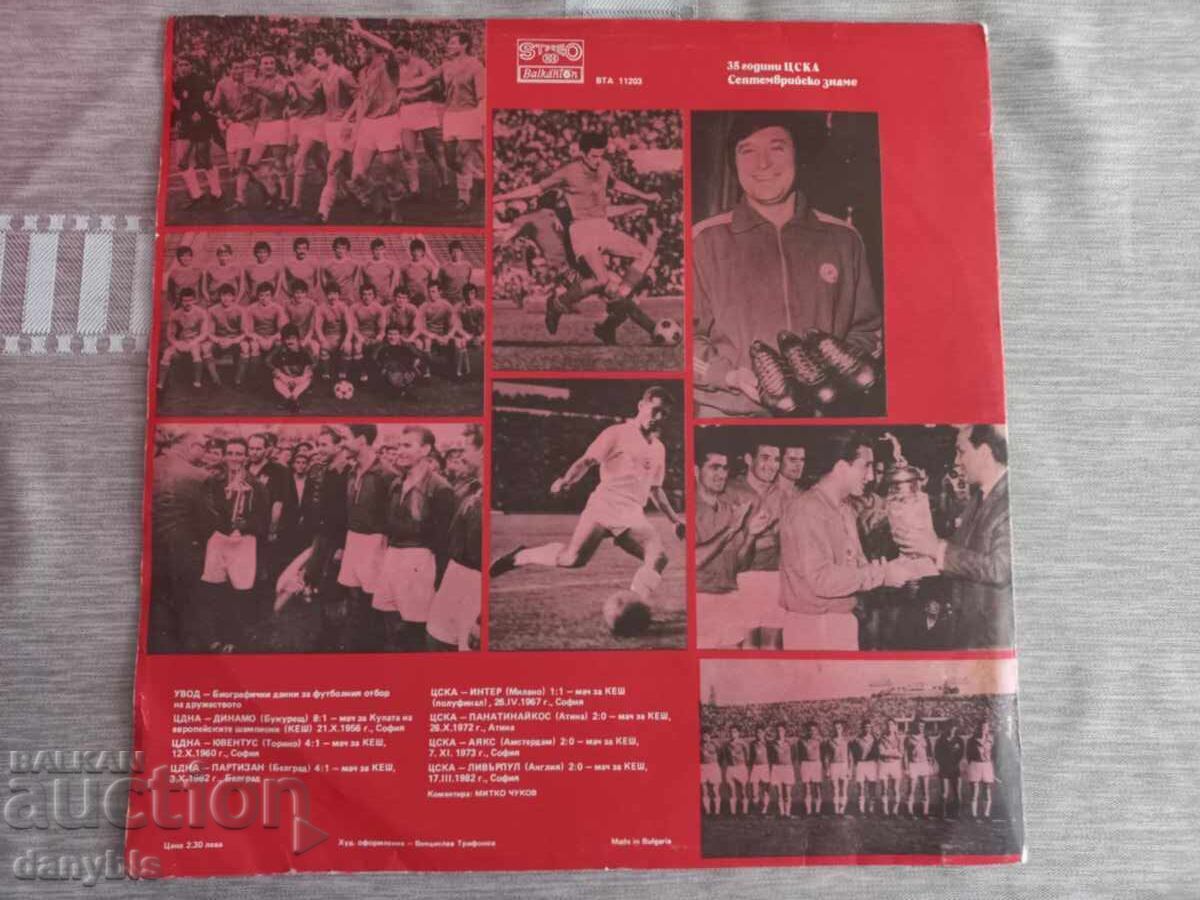 STEREO
Balkanton
ВТА 11203
35 години ЦСКА
Септемврийско знаме
УВОД — Биографични данни за футболния отбор
на дружеството
ЦДНА — ДИНАМО (Букурещ) 8:1 — мач за Купата на
европейските шампиони (КЕШ) 21.X.1956 г., София
ЦДНА — ЮВЕНТУС (Торино) 4:1 — мач за КЕШ,
12.X.1960 г., София
ЦДНА — ПАРТИЗАН (Белград) 4:1 — мач за КЕШ,
3.X.1962 г., Белград
ЦСКА — ИНТЕР (Милано) 1:1 — мач за КЕШ
(полуфинал), 26.IV.1967 г., София
ЦСКА — ПАНАТИНАЙКОС (Атина) 2:0 — мач за КЕШ,
26.X.1972 г., Атина
ЦСКА — АЯКС (Амстердам) 2:0 — мач за КЕШ,
7. XI. 1973 г., София
ЦСКА — ЛИВЪРПУЛ (Англия) 2:0 — мач за КЕШ,
17.III.1982 г., София
Коментира: МИТКО ЧУКОВ
Цена 2.30 лева
Худ. оформление — Венцислав Трифонов
Made in Bulgaria
BALKAN
auction
danybls